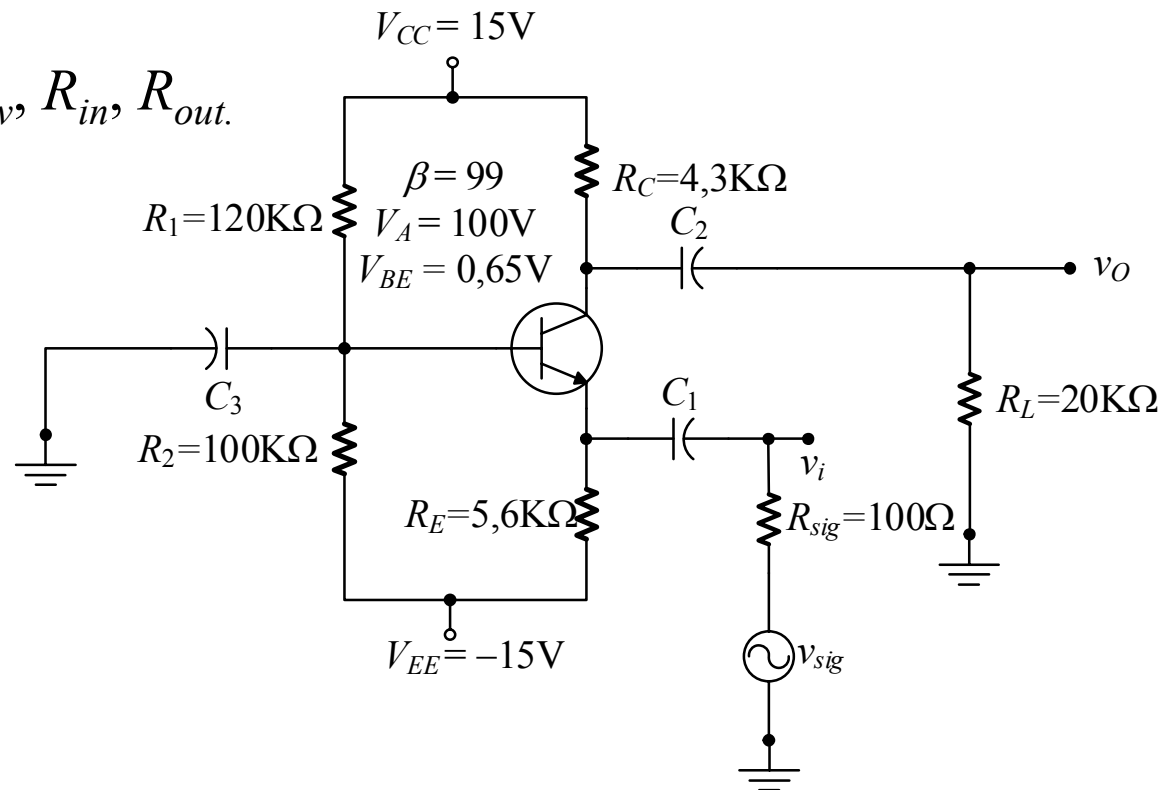 V_CC = 15V
v, R_in, R_out.
β = 99
R_C=4,3KΩ
R_1=120KΩ
V_A = 100V
C_2
V_BE = 0,65V
v_O
C_3
C_1
R_L=20KΩ
R_2=100KΩ
v_i
R_E=5,6KΩ
R_sig=100Ω
V_EE= –15V
v_sig